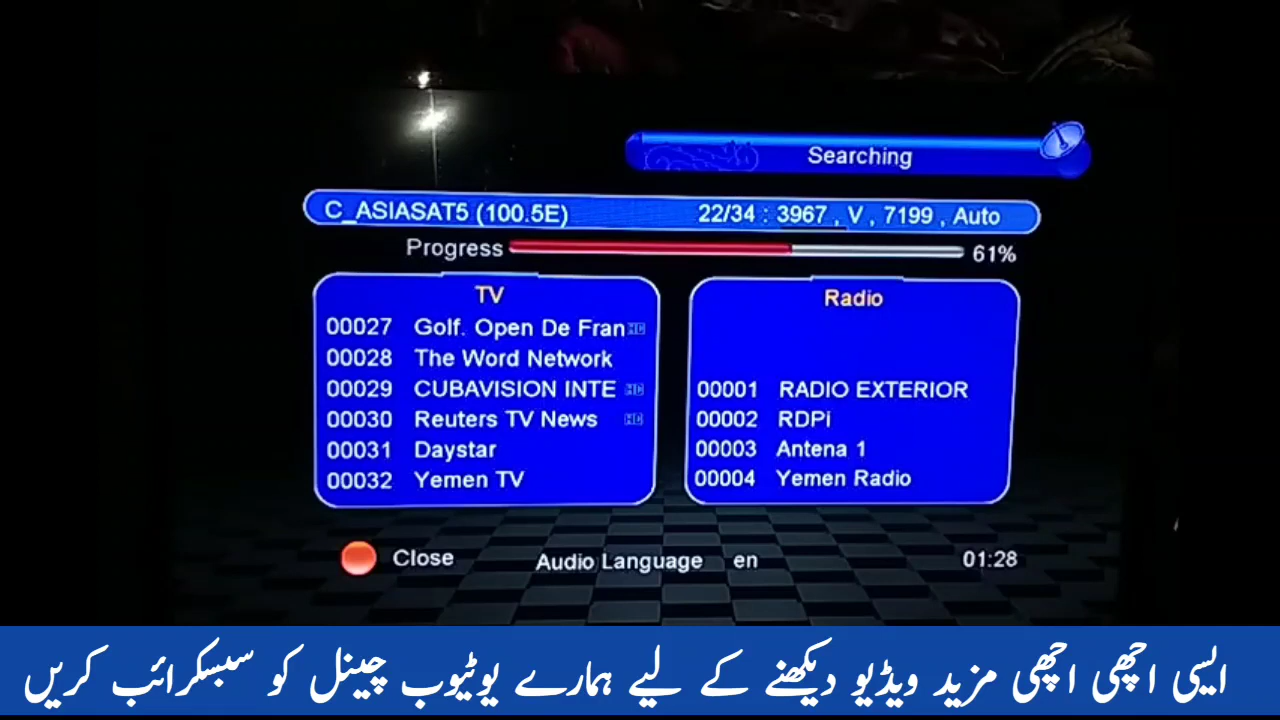 Searching
C_ASIASAT5 (100.5E) 22/34 : 3967 , V , 7199 , Auto
Progress 61%
TV
00027 Golf. Open De Fran HD
00028 The Word Network
00029 CUBAVISION INTE HD
00030 Reuters TV News HD
00031 Daystar
00032 Yemen TV
Radio
00001 RADIO EXTERIOR
00002 RDPi
00003 Antena 1
00004 Yemen Radio
Close Audio Language en 01:28
ایسی اچھی اچھی مزید ویڈیو دیکھنے کے لیے ہمارے یوٹیوب چینل کو سبسکرائب کریں